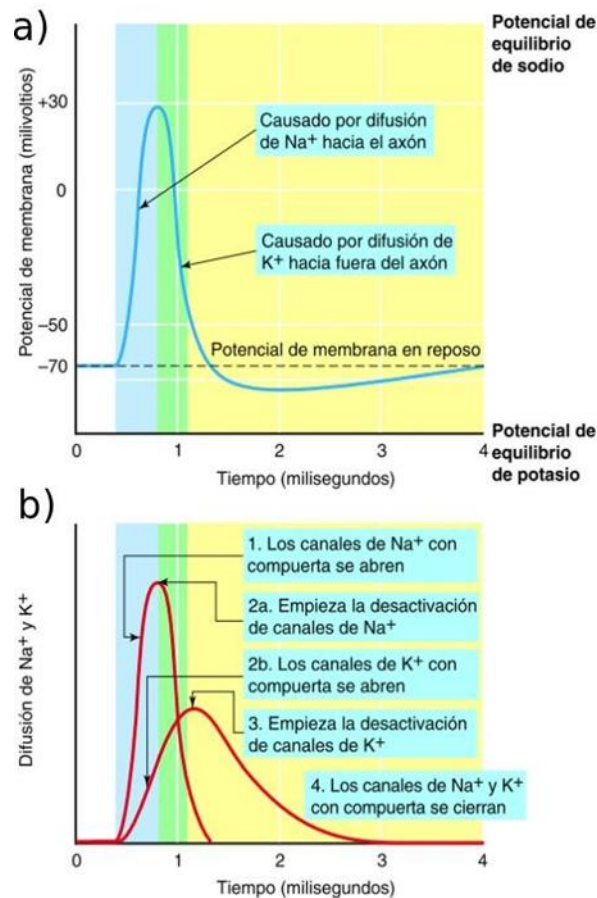 a)
Potencial de
equilibrio
de sodio
Potencial de membrana (milivoltios)
+30
0
−50
−70
Causado por difusión
de Na+ hacia el axón
Causado por difusión de
K+ hacia fuera del axón
Potencial de membrana en reposo
0
1
2
3
4
Tiempo (milisegundos)
Potencial de
equilibrio
de potasio
b)
Difusión de Na+ y K+
1. Los canales de Na+ con
compuerta se abren
2a. Empieza la desactivación
de canales de Na+
2b. Los canales de K+ con
compuerta se abren
3. Empieza la desactivación
de canales de K+
4. Los canales de Na+ y K+
con compuerta se cierran
0
1
2
3
4
Tiempo (milisegundos)